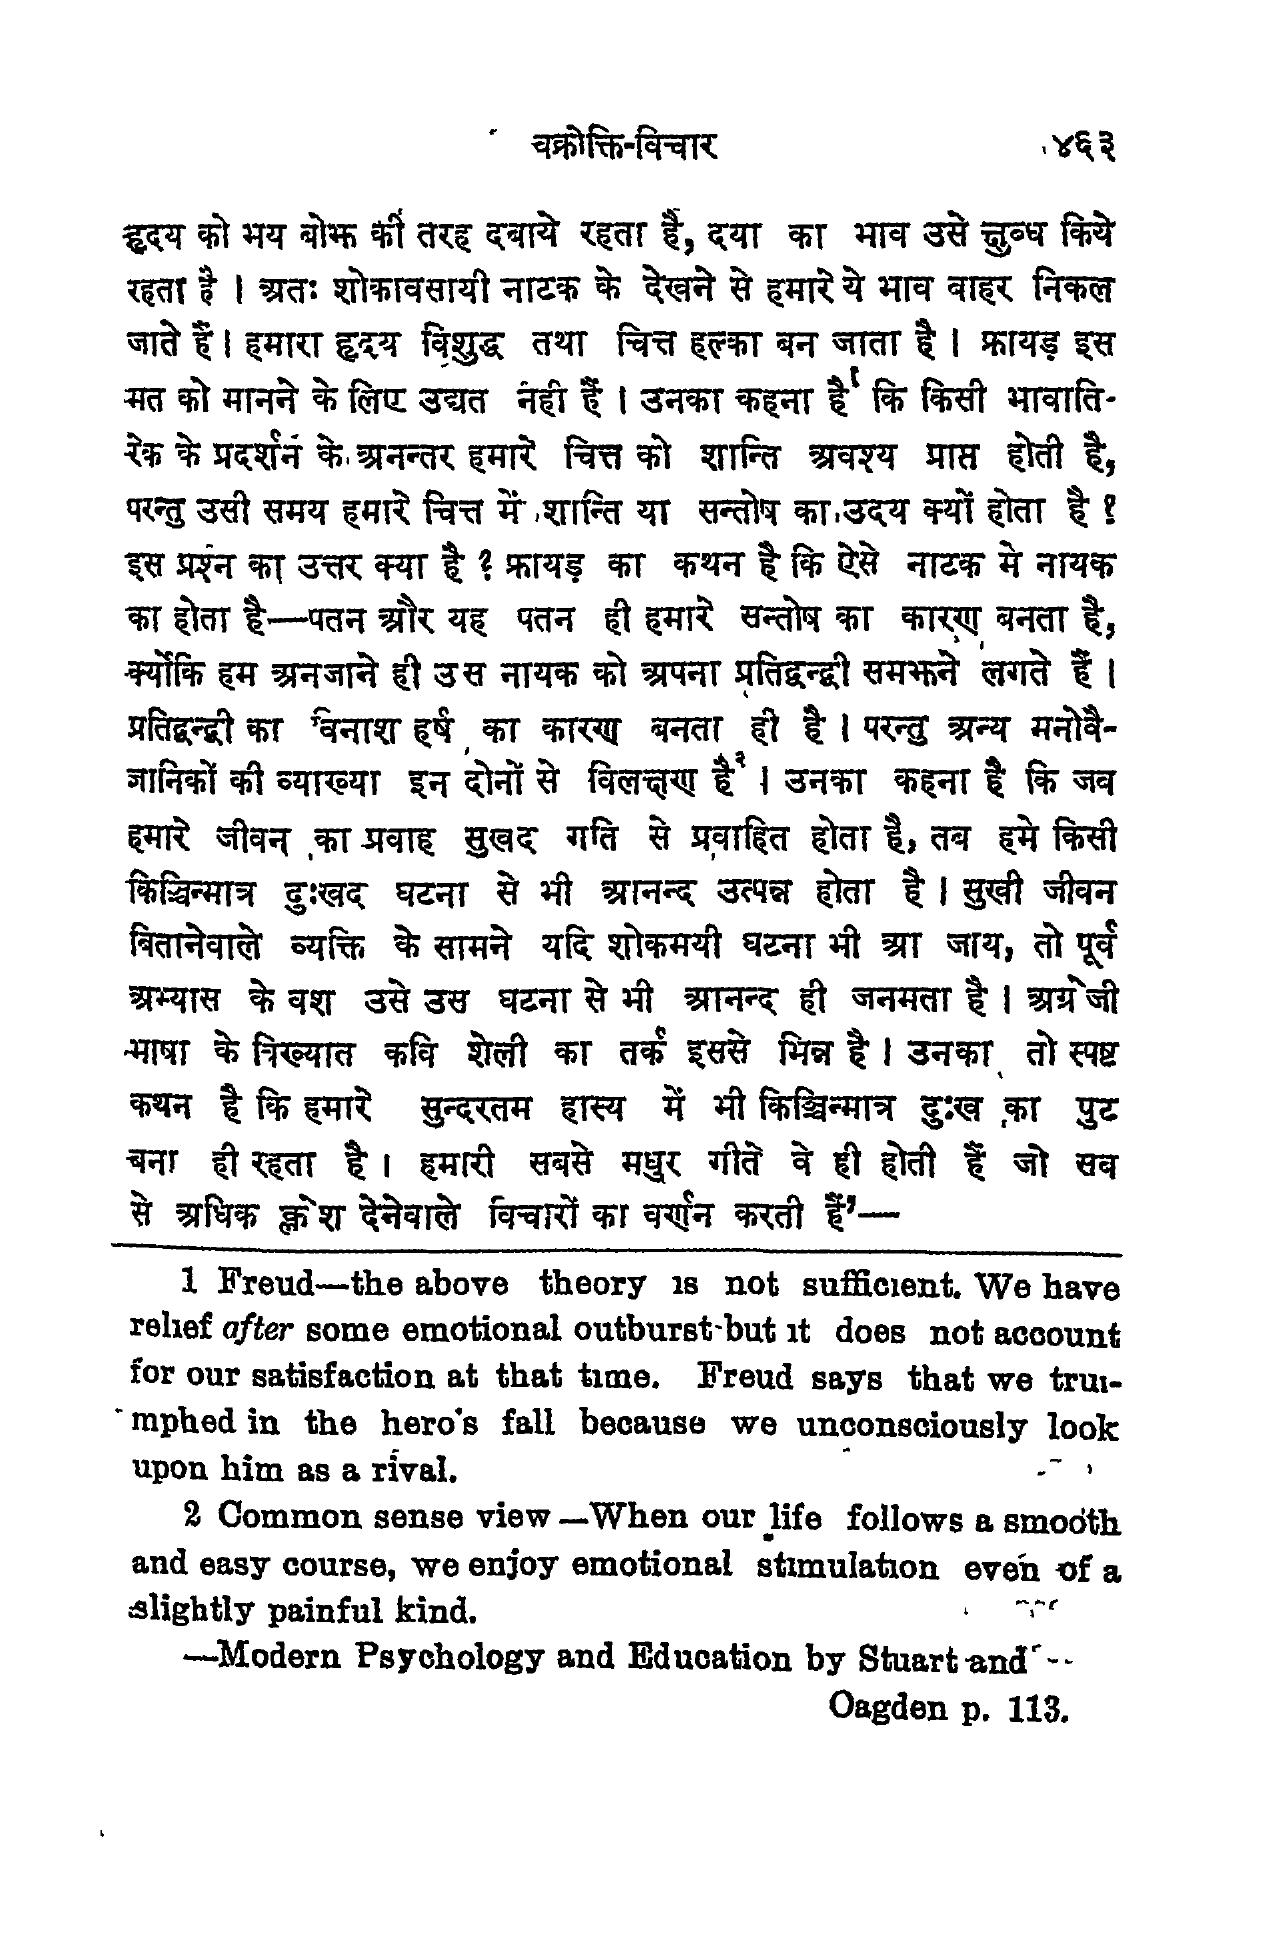 वक्रोक्ति-विचार ४६३
हृदय को भय बोझ की तरह दबाये रहता है, दया का भाव उसे क्षुब्ध किये
रहता है । अतः शोकावसायी नाटक के देखने से हमारे ये भाव बाहर निकल
जाते हैं । हमारा हृदय विशुद्ध तथा चित्त हल्का बन जाता है । फ्रायड़ इस
मत को मानने के लिए उद्यत नही हैं । उनका कहना है१ कि किसी भावाति-
रेक के प्रदर्शन के अनन्तर हमारे चित्त को शान्ति अवश्य प्राप्त होती है,
परन्तु उसी समय हमारे चित्त में शान्ति या सन्तोष का उदय क्यों होता है ?
इस प्रश्न का उत्तर क्या है ? फ्रायड़ का कथन है कि ऐसे नाटक मे नायक
का होता है—पतन और यह पतन ही हमारे सन्तोष का कारण बनता है,
क्योंकि हम अनजाने ही उस नायक को अपना प्रतिद्वन्द्वी समझने लगते हैं ।
प्रतिद्वन्द्वी का विनाश हर्ष का कारण बनता ही है । परन्तु अन्य मनोवै-
ज्ञानिकों की व्याख्या इन दोनों से विलक्षण है२ । उनका कहना है कि जब
हमारे जीवन का प्रवाह सुखद गति से प्रवाहित होता है, तब हमे किसी
किञ्चिन्मात्र दुःखद घटना से भी आनन्द उत्पन्न होता है । सुखी जीवन
बितानेवाले व्यक्ति के सामने यदि शोकमयी घटना भी आ जाय, तो पूर्व
अभ्यास के वश उसे उस घटना से भी आनन्द ही जनमता है । अग्रेजी
भाषा के विख्यात कवि शेली का तर्क इससे भिन्न है । उनका तो स्पष्ट
कथन है कि हमारे सुन्दरतम हास्य में भी किञ्चिन्मात्र दुःख का पुट
बना ही रहता है । हमारी सबसे मधुर गीतें वे ही होती हैं जो सब
से अधिक क्लेश देनेवाले विचारों का वर्णन करती हैं’—
1 Freud—the above theory is not sufficient. We have
relief after some emotional outburst-but it does not account
for our satisfaction at that time. Freud says that we trui-
mphed in the hero's fall because we unconsciously look
upon him as a rival.
2 Common sense view—When our life follows a smooth
and easy course, we enjoy emotional stimulation even of a
slightly painful kind.
—Modern Psychology and Education by Stuart and
Oagden p. 113.